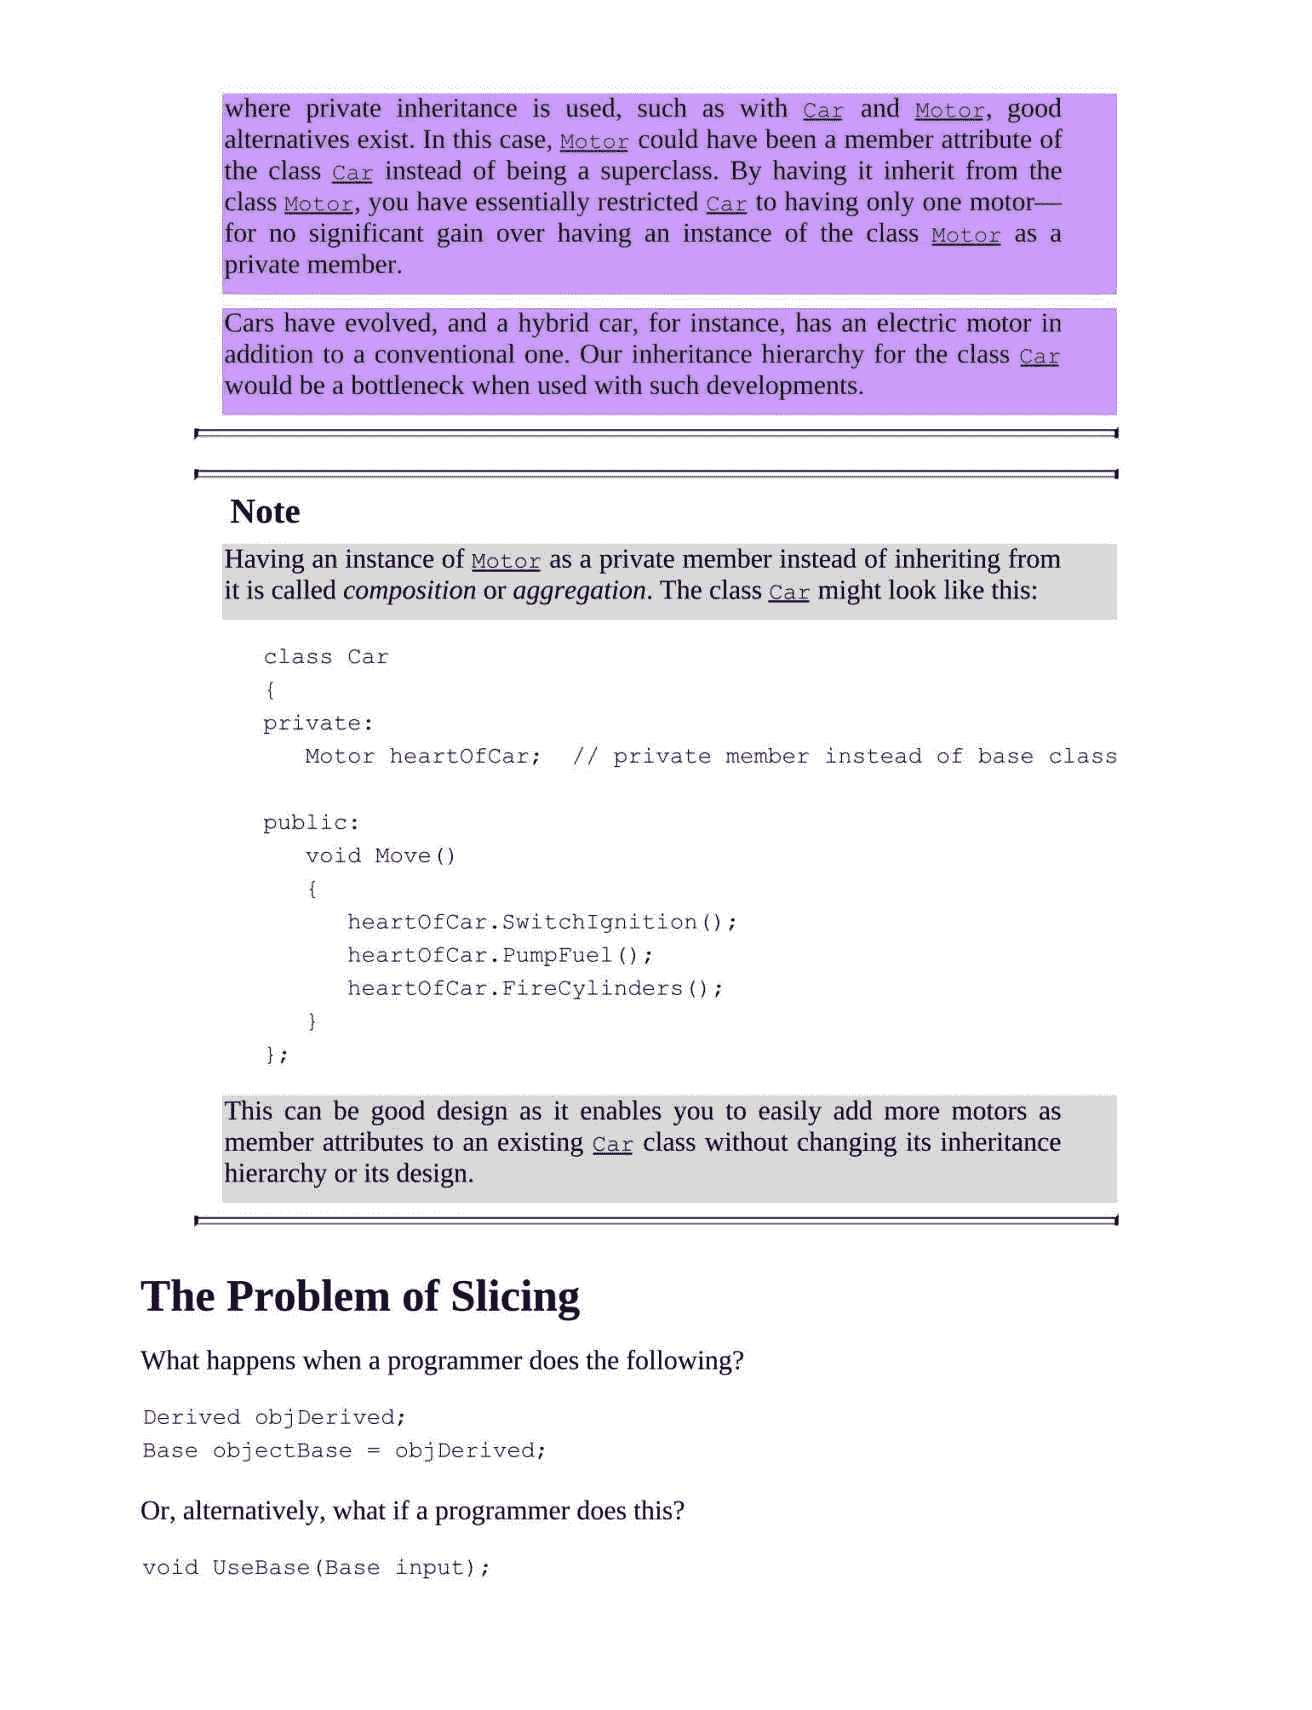 where private inheritance is used, such as with Car and Motor, good
alternatives exist. In this case, Motor could have been a member attribute of
the class Car instead of being a superclass. By having it inherit from the
class Motor, you have essentially restricted Car to having only one motor—
for no significant gain over having an instance of the class Motor as a
private member.
Cars have evolved, and a hybrid car, for instance, has an electric motor in
addition to a conventional one. Our inheritance hierarchy for the class Car
would be a bottleneck when used with such developments.
Note
Having an instance of Motor as a private member instead of inheriting from
it is called composition or aggregation. The class Car might look like this:
class Car
{
private:
   Motor heartOfCar;  // private member instead of base class
public:
   void Move()
   {
      heartOfCar.SwitchIgnition();
      heartOfCar.PumpFuel();
      heartOfCar.FireCylinders();
   }
};
This can be good design as it enables you to easily add more motors as
member attributes to an existing Car class without changing its inheritance
hierarchy or its design.
The Problem of Slicing
What happens when a programmer does the following?
Derived objDerived;
Base objectBase = objDerived;
Or, alternatively, what if a programmer does this?
void UseBase(Base input);